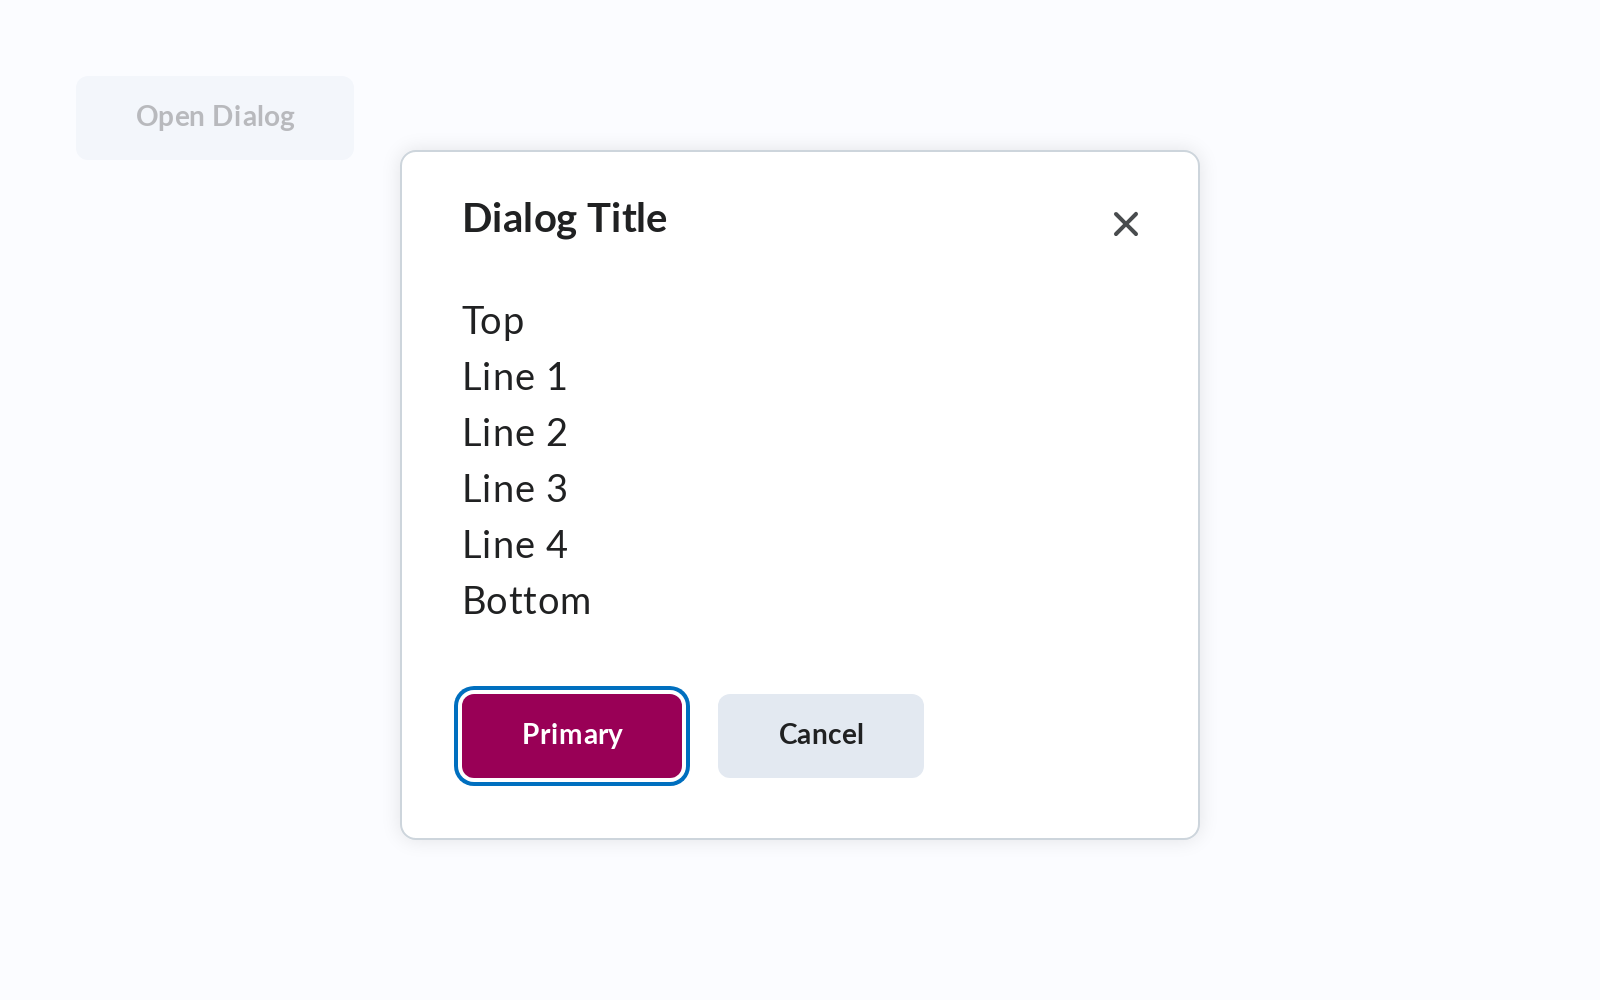 Open Dialog
Dialog Title
Top
Line 1
Line 2
Line 3
Line 4
Bottom
Primary
Cancel